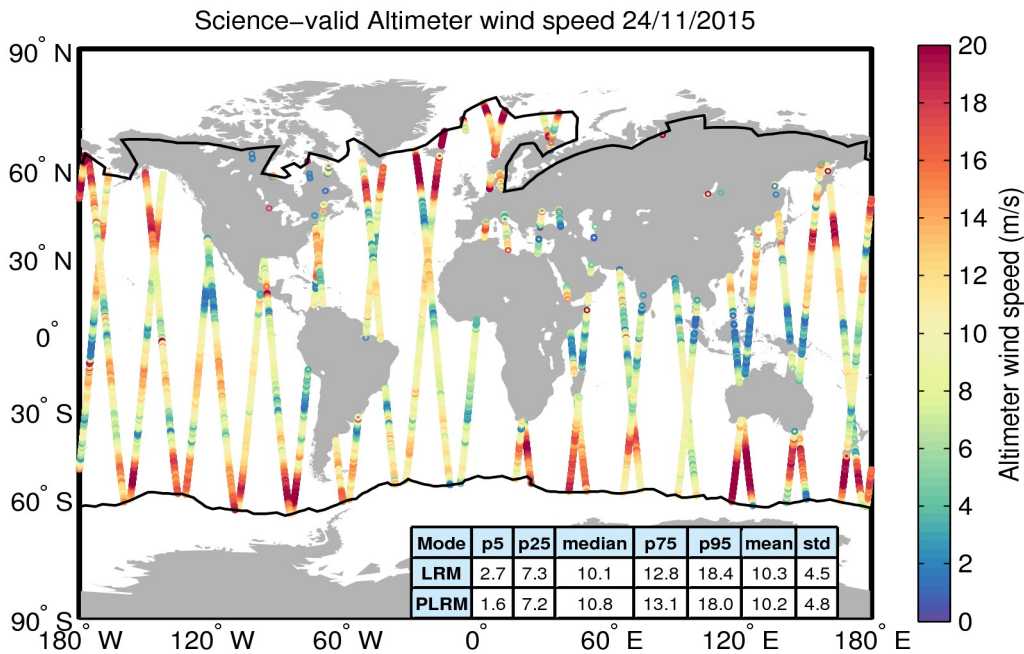 Science−valid Altimeter wind speed 24/11/2015
90° N
60° N
30° N
0°
30° S
60° S
90° S
180° W
120° W
60° W
0°
60° E
120° E
180° E
Mode p5 p25 median p75 p95 mean std
LRM 2.7 7.3 10.1 12.8 18.4 10.3 4.5
PLRM 1.6 7.2 10.8 13.1 18.0 10.2 4.8
20
18
16
14
12
10
8
6
4
2
0
Altimeter wind speed (m/s)